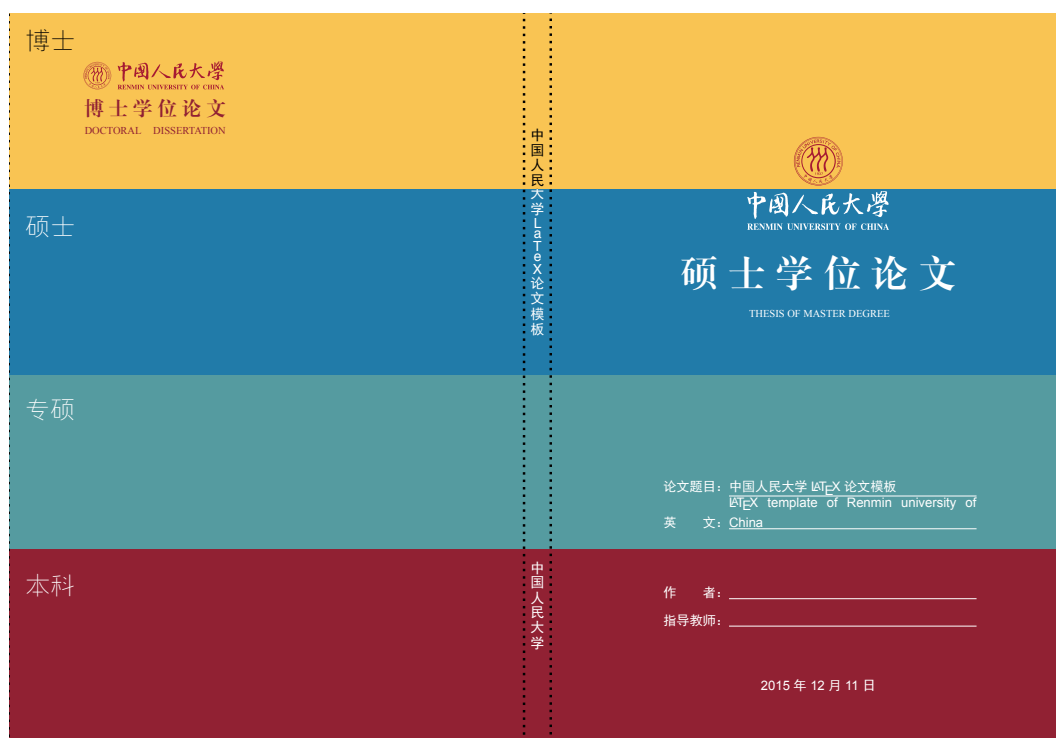 博士
中国人民大学
RENMIN UNIVERSITY OF CHINA
博士学位论文
DOCTORAL DISSERTATION
硕士
专硕
本科
中国人民大学LaTeX论文模板
中国人民大学
中国人民大学
RENMIN UNIVERSITY OF CHINA
硕士学位论文
THESIS OF MASTER DEGREE
论文题目：中国人民大学 LATEX 论文模板
LATEX template of Renmin university of
英 文：China
作 者：
指导教师：
2015 年 12 月 11 日